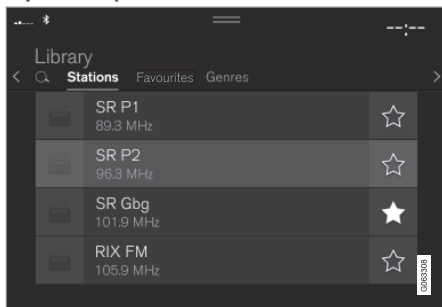 --:--
Library
Stations Favourites Genres
SR P1
89.3 MHz
SR P2
96.3 MHz
SR Gbg
101.9 MHz
RIX FM
105.9 MHz
G063308